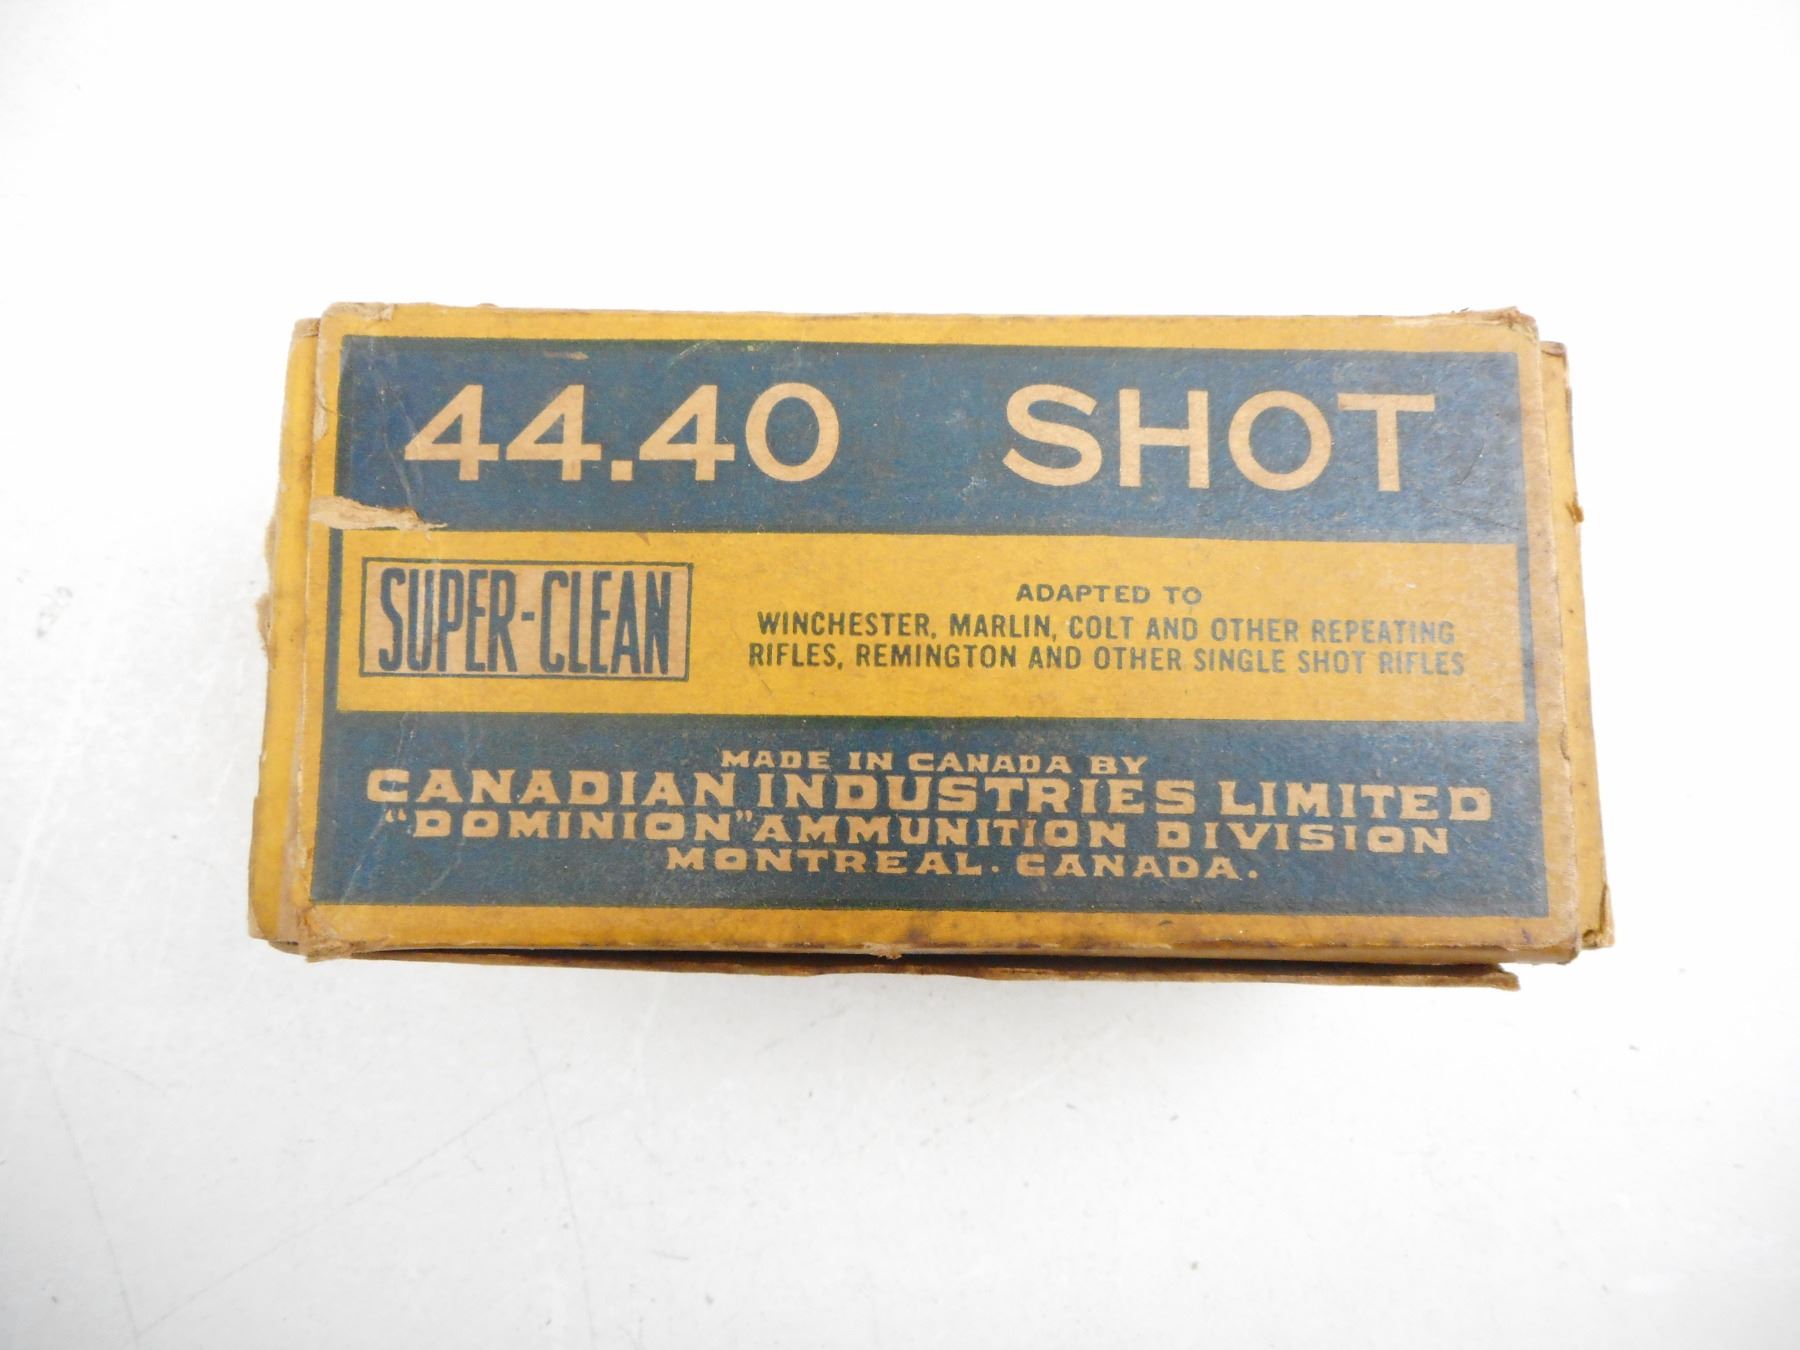 44.40 SHOT
SUPER-CLEAN
ADAPTED TO
WINCHESTER, MARLIN, COLT AND OTHER REPEATING
RIFLES, REMINGTON AND OTHER SINGLE SHOT RIFLES
MADE IN CANADA BY
CANADIAN INDUSTRIES LIMITED
"DOMINION" AMMUNITION DIVISION
MONTREAL. CANADA.